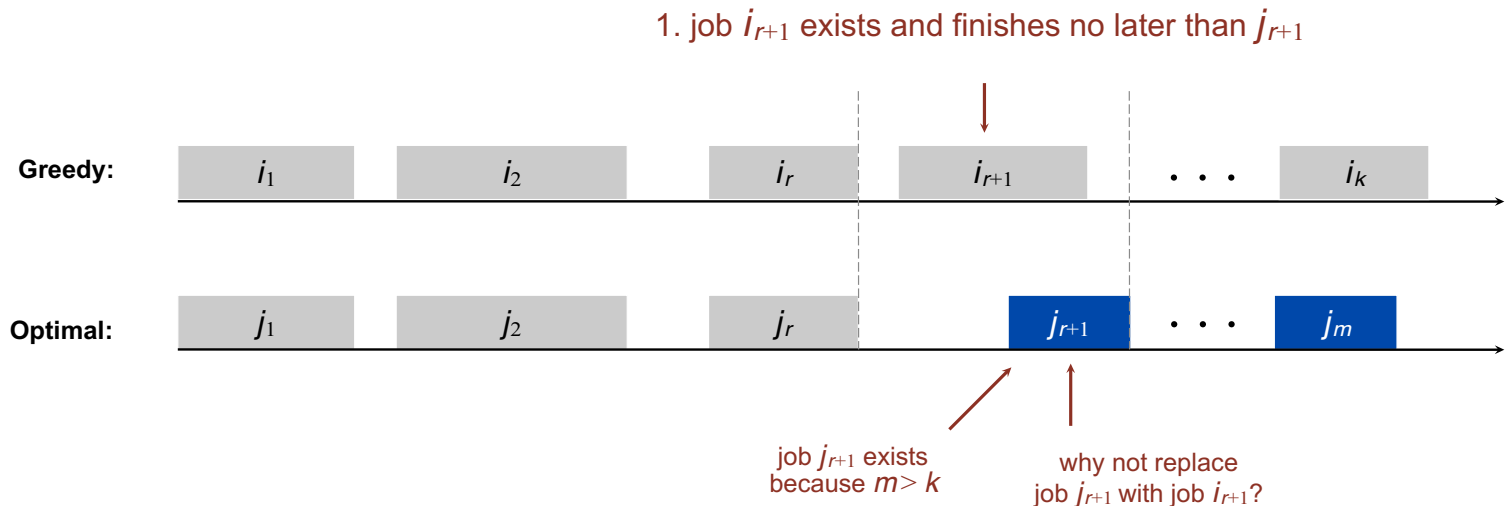 1. job i_{r+1} exists and finishes no later than j_{r+1}
Greedy:
i_1
i_2
i_r
i_{r+1}
. . .
i_k
Optimal:
j_1
j_2
j_r
j_{r+1}
. . .
j_m
job j_{r+1} exists
because m > k
why not replace
job j_{r+1} with job i_{r+1}?